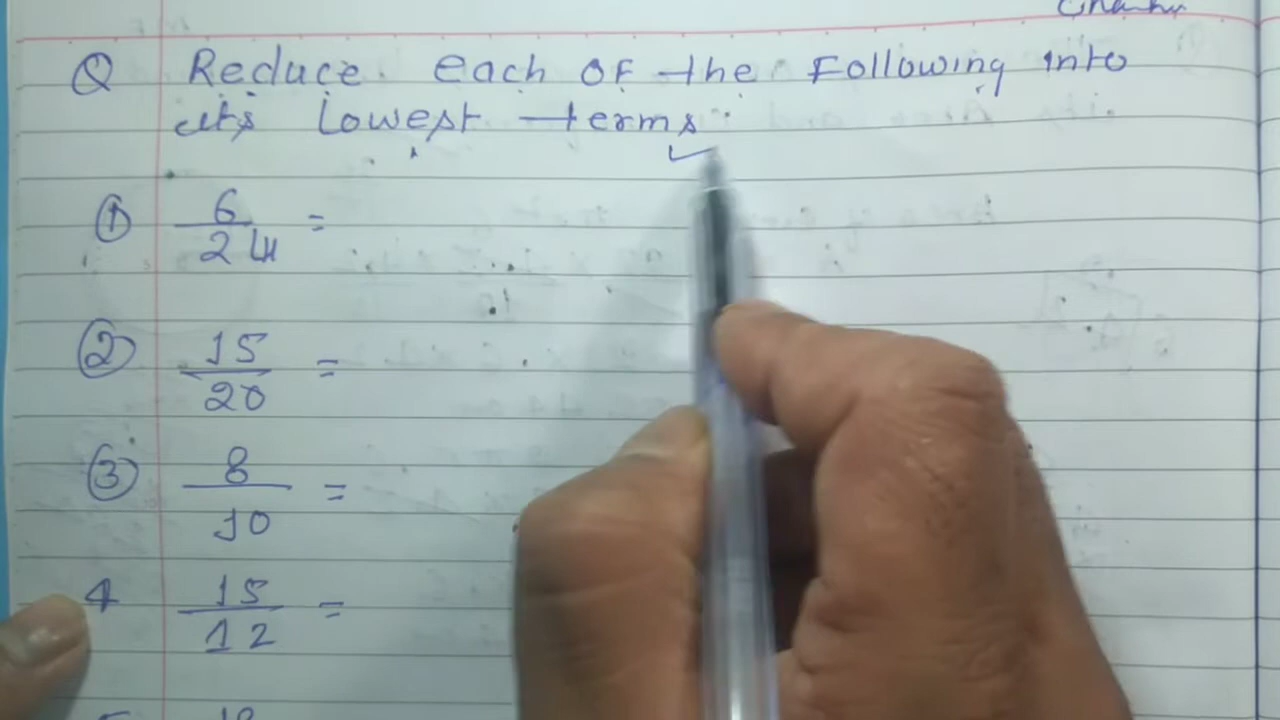 Q Reduce each of the Following into
its lowest terms
① 6/24 =
② 15/20 =
③ 8/10 =
4 15/12 =